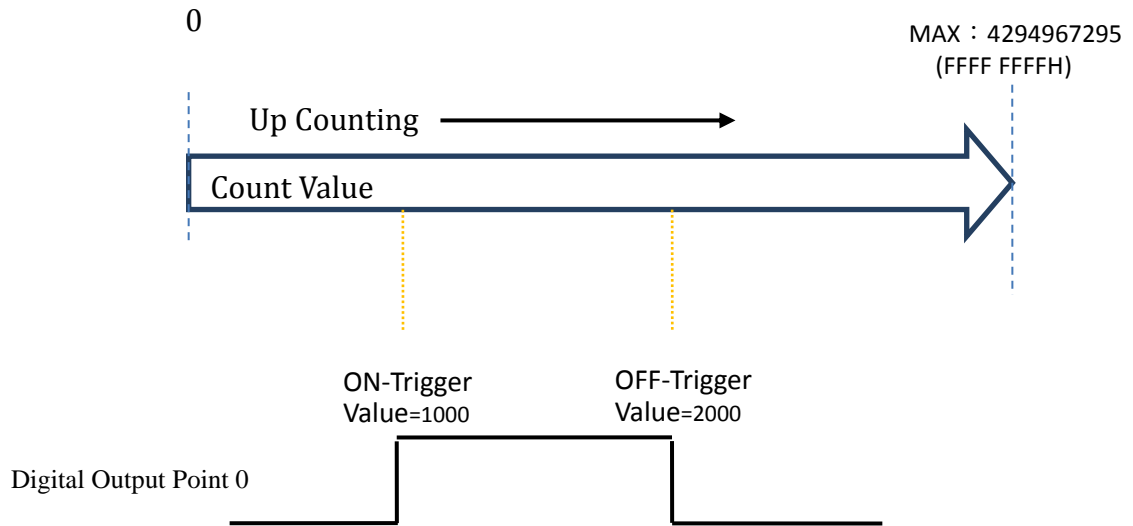 0
MAX：4294967295
(FFFF FFFFH)
Up Counting
Count Value
ON-Trigger
Value=1000
OFF-Trigger
Value=2000
Digital Output Point 0